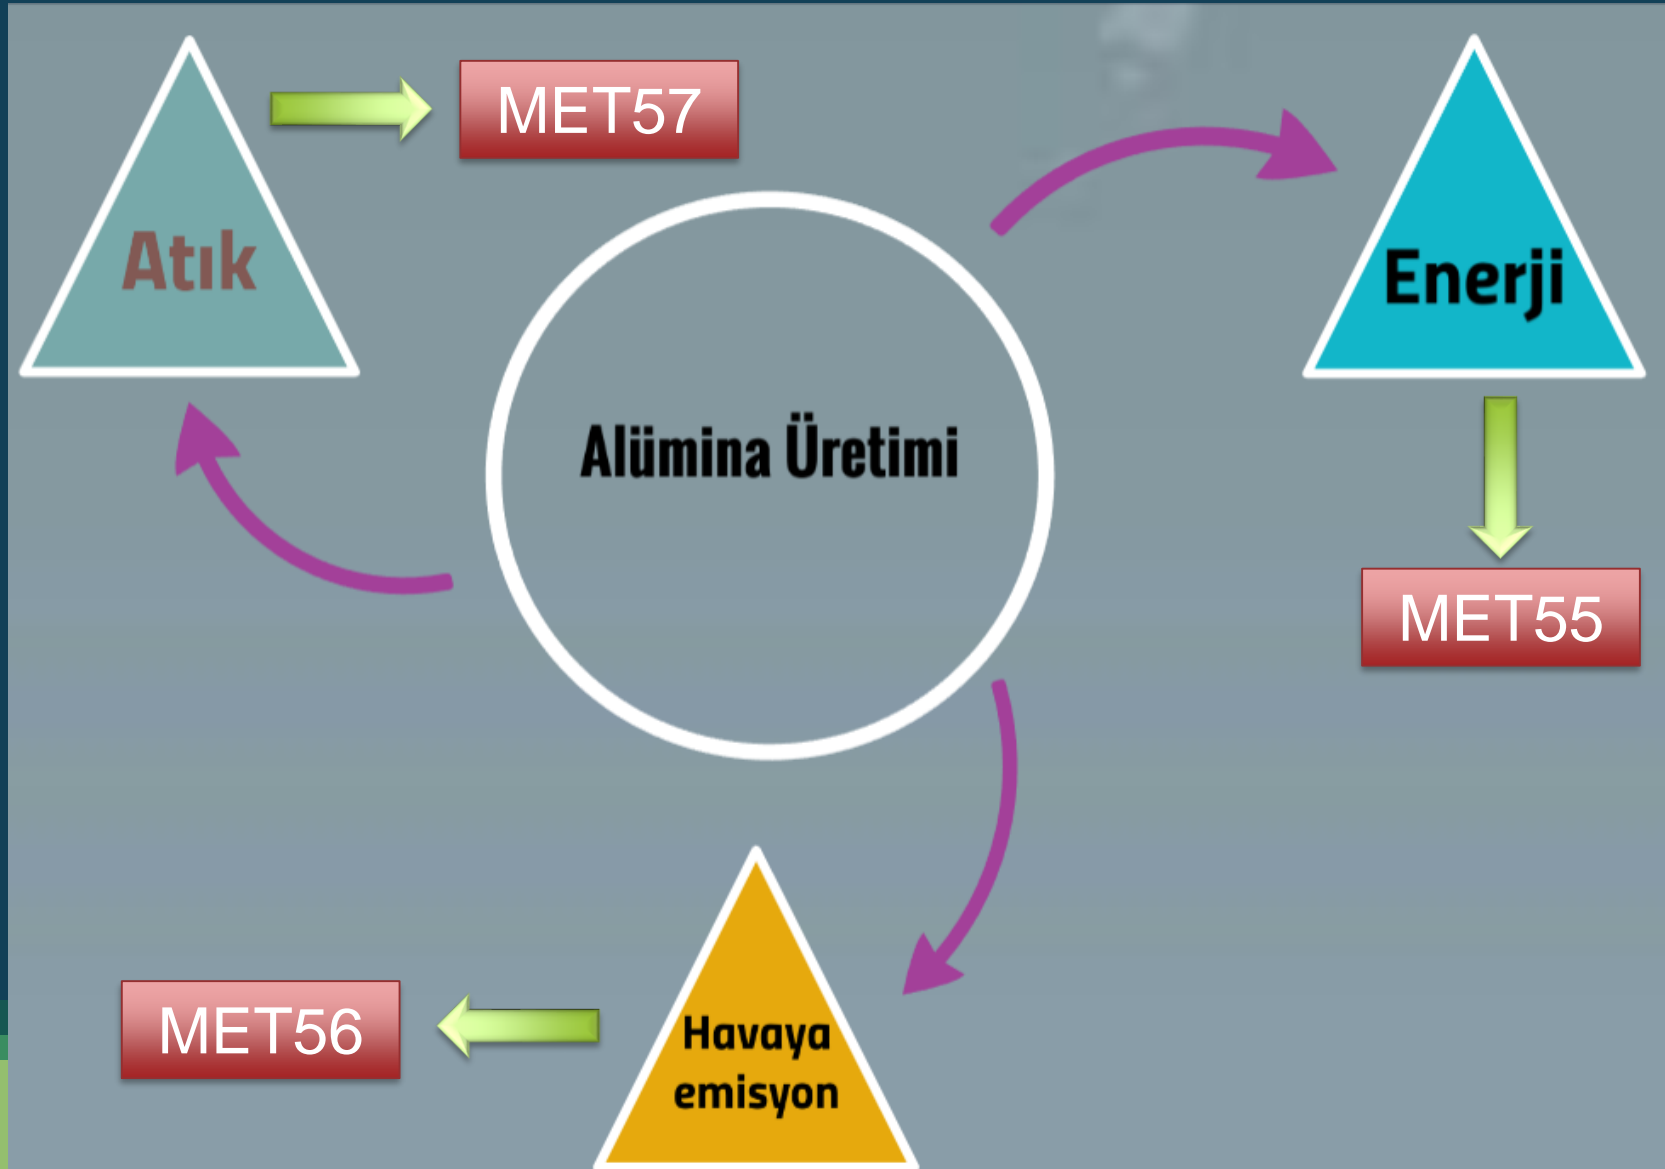 MET57
Atık
Enerji
Alümina Üretimi
MET55
MET56
Havaya
emisyon